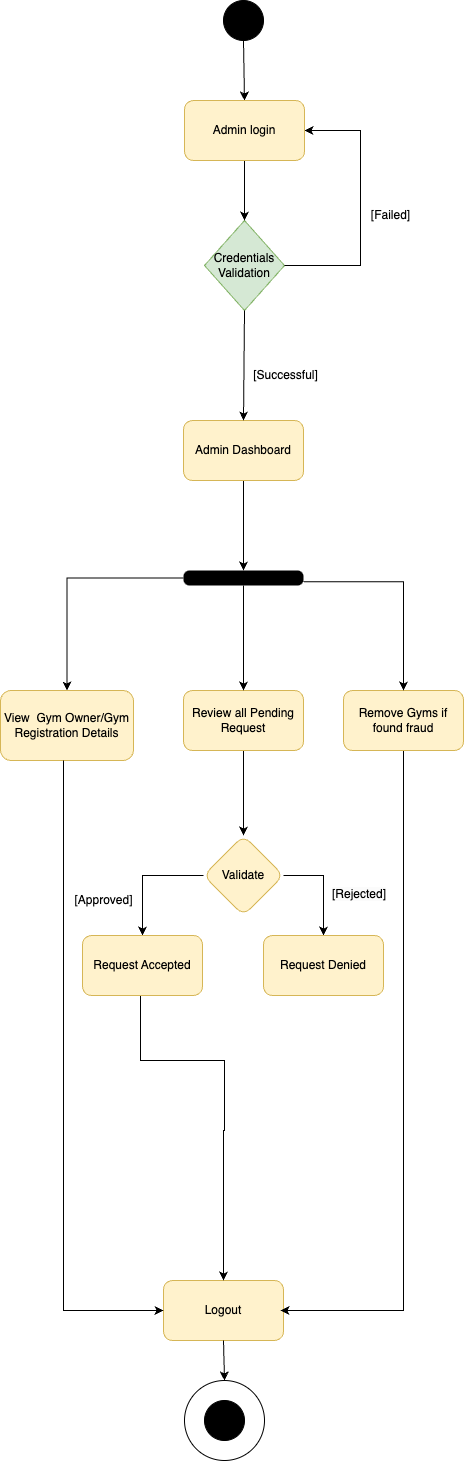 Admin login
[Failed]
Credentials
Validation
[Successful]
Admin Dashboard
View  Gym Owner/Gym
Registration Details
Review all Pending
Request
Remove Gyms if
found fraud
Validate
[Approved]
[Rejected]
Request Accepted
Request Denied
Logout